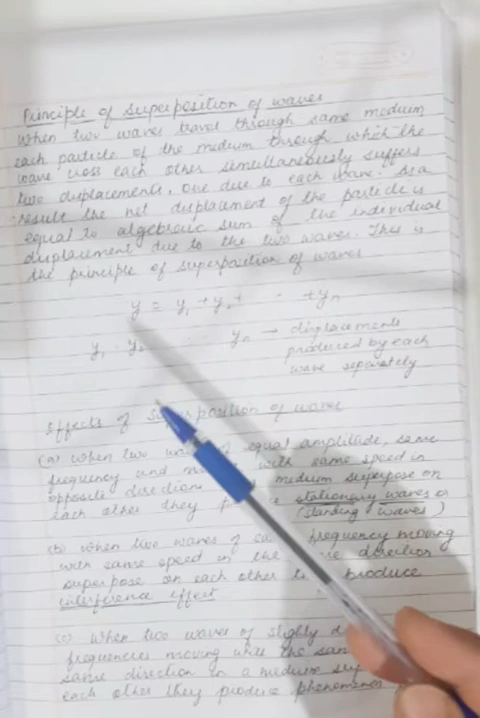 Principle of superposition of waves
When two waves travel through same medium
each particle of the medium through which the
wave cross each other simultaneously suffers
two displacements, one due to each wave. As a
result the net displacement of the particle is
equal to algebraic sum of the individual
displacement due to the two waves. This is
the principle of superposition of waves
y = y₁ + y₂ + . . + yn
y₁ . y₂ . . yn → displacements
produced by each
wave separately
Effects of superposition of waves
(a) When two of equal amplitude, same
frequency and with same speed in
opposite direction medium superpose on
each other they stationary waves or
(standing waves)
(b) When two waves of frequency moving
with same speed in the direction
superpose on each other to produce
interference effect
(c) When two waves of slightly
frequencies moving the
same direction in a medium
each other they produce phenomenon